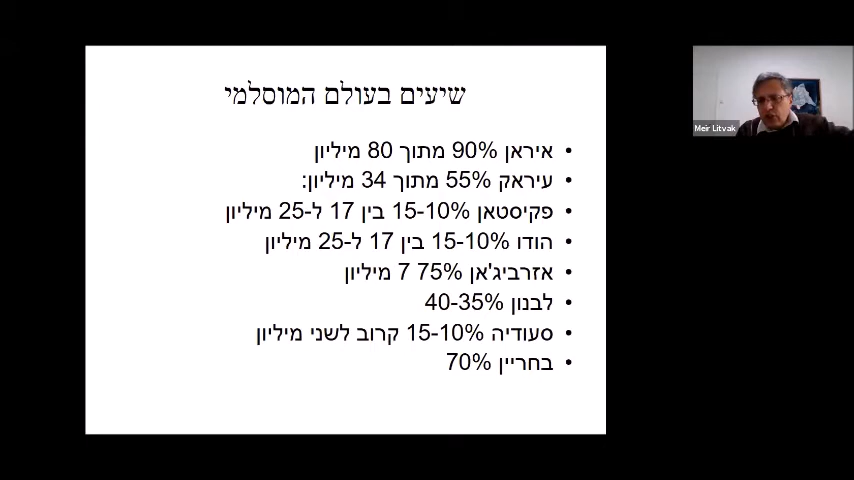 שיעים בעולם המוסלמי
• איראן 90% מתוך 80 מיליון
• עיראק 55% מתוך 34 מיליון:
• פקיסטאן 15-10% בין 17 ל-25 מיליון
• הודו 15-10% בין 17 ל-25 מיליון
• אזרביג'אן 75% 7 מיליון
• לבנון 40-35%
• סעודיה 15-10% קרוב לשני מיליון
• בחריין 70%
Meir Litvak